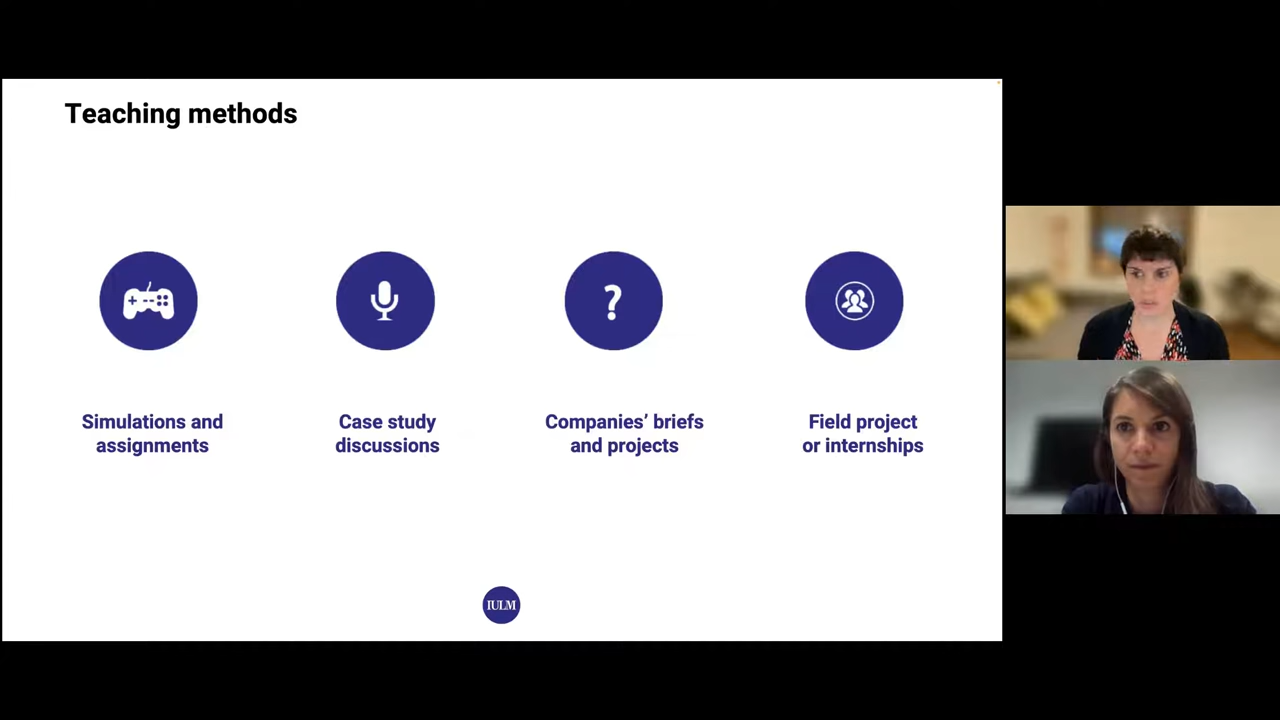 Teaching methods
?
Simulations and
assignments
Case study
discussions
Companies’ briefs
and projects
Field project
or internships
IULM